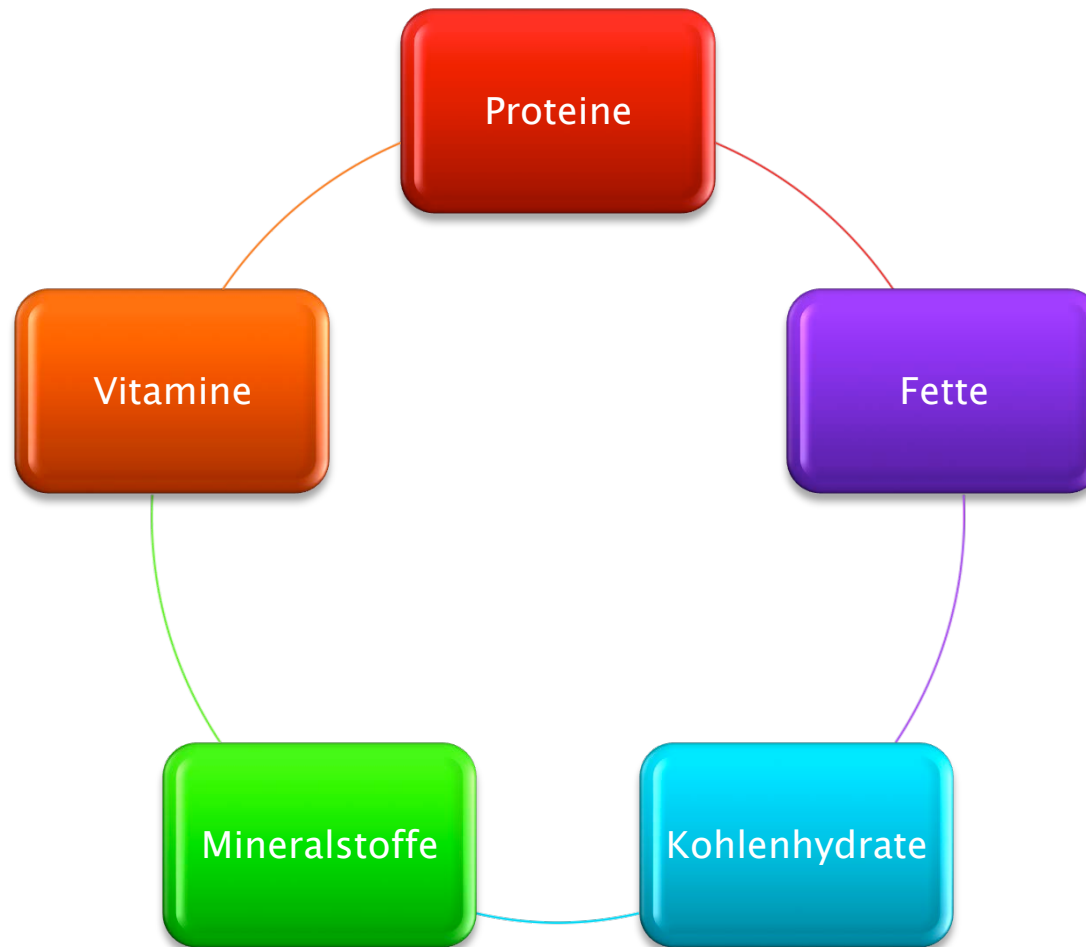 Proteine
Vitamine
Fette
Mineralstoffe
Kohlenhydrate